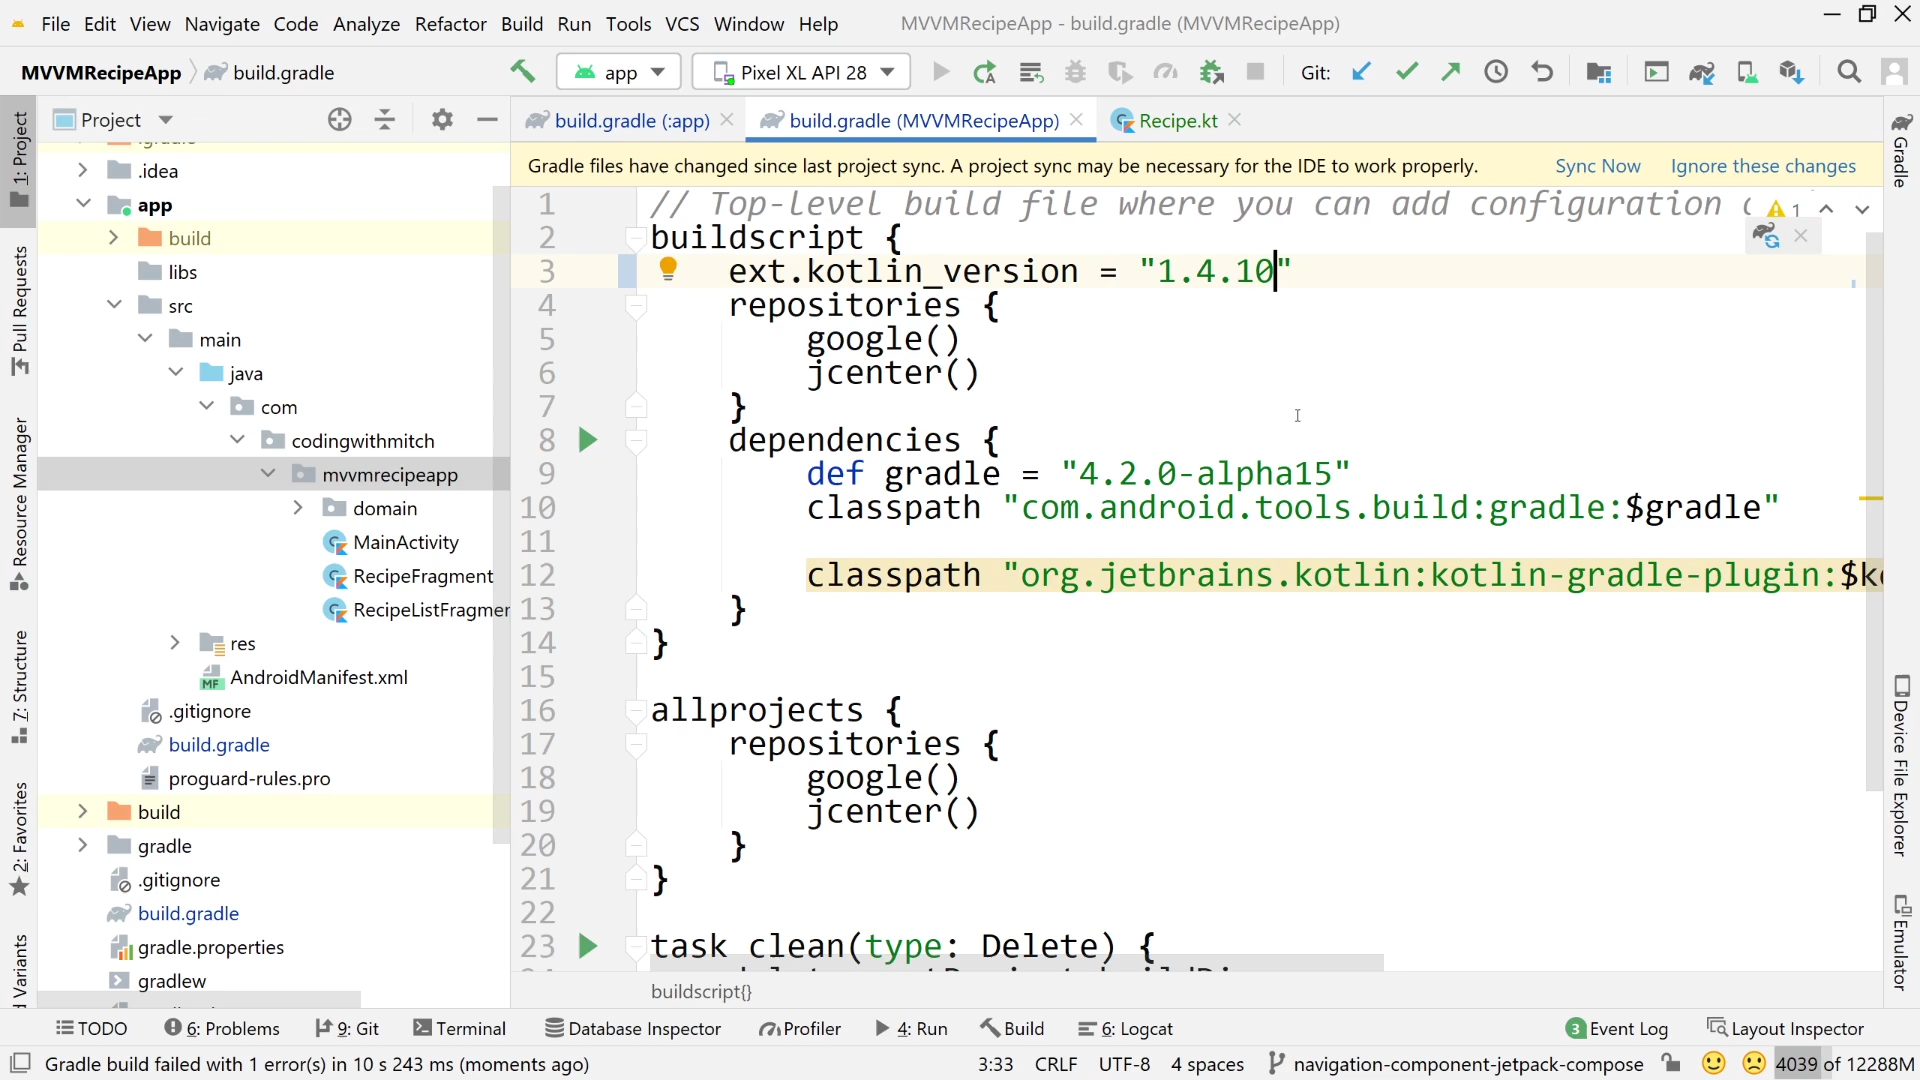 File Edit View Navigate Code Analyze Refactor Build Run Tools VCS Window Help MVVMRecipeApp - build.gradle (MVVMRecipeApp)
MVVMRecipeApp build.gradle app Pixel XL API 28 Git:
Project
build.gradle (:app) build.gradle (MVVMRecipeApp) Recipe.kt
Gradle files have changed since last project sync. A project sync may be necessary for the IDE to work properly. Sync Now Ignore these changes
1: Project
Pull Requests
Resource Manager
7: Structure
2: Favorites
Variants
.idea
app
build
libs
src
main
java
com
codingwithmitch
mvvmrecipeapp
domain
MainActivity
RecipeFragment
RecipeListFragmen
res
AndroidManifest.xml
.gitignore
build.gradle
proguard-rules.pro
build
gradle
.gitignore
build.gradle
gradle.properties
gradlew
1 // Top-level build file where you can add configuration
1
2 buildscript {
3 ext.kotlin_version = "1.4.10"
4 repositories {
5 google()
6 jcenter()
7 }
8 dependencies {
9 def gradle = "4.2.0-alpha15"
10 classpath "com.android.tools.build:gradle:$gradle"
11
12 classpath "org.jetbrains.kotlin:kotlin-gradle-plugin:$ko
13 }
14 }
15
16 allprojects {
17 repositories {
18 google()
19 jcenter()
20 }
21 }
22
23 task clean(type: Delete) {
buildscript{}
Gradle
Device File Explorer
Emulator
TODO 6: Problems 9: Git Terminal Database Inspector Profiler 4: Run Build 6: Logcat 3 Event Log Layout Inspector
Gradle build failed with 1 error(s) in 10 s 243 ms (moments ago) 3:33 CRLF UTF-8 4 spaces navigation-component-jetpack-compose 4039 of 12288M